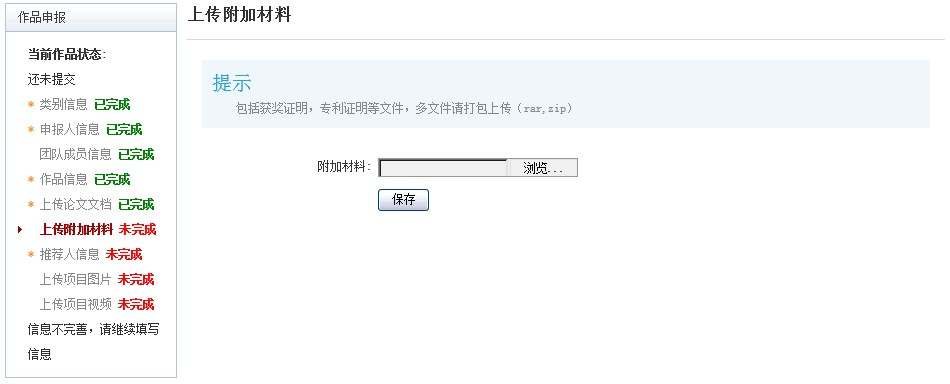 作品申报
当前作品状态:
还未提交
* 类别信息 已完成
* 申报人信息 已完成
团队成员信息 已完成
* 作品信息 已完成
* 上传论文文档 已完成
上传附加材料 未完成
* 推荐人信息 未完成
上传项目图片 未完成
上传项目视频 未完成
信息不完善，请继续填写
信息
上传附加材料
提示
包括获奖证明，专利证明等文件，多文件请打包上传（rar,zip）
附加材料: 浏览...
保存